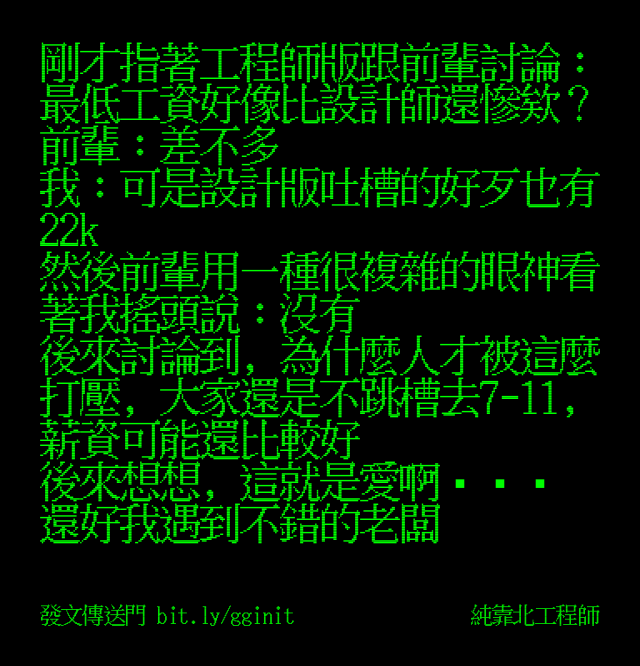 剛才指著工程師版跟前輩討論：
最低工資好像比設計師還慘欸？
前輩：差不多
我：可是設計版吐槽的好歹也有
22k
然後前輩用一種很複雜的眼神看
著我搖頭說：沒有
後來討論到，為什麼人才被這麼
打壓，大家還是不跳槽去7-11，
薪資可能還比較好
後來想想，這就是愛啊...
還好我遇到不錯的老闆
發文傳送門 bit.ly/gginit
純靠北工程師